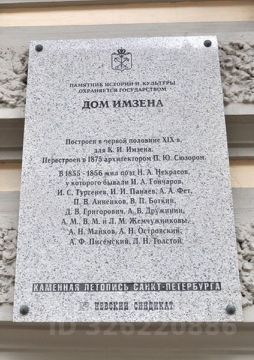 ПАМЯТНИК ИСТОРИИ И КУЛЬТУРЫ
ОХРАНЯЕТСЯ ГОСУДАРСТВОМ
ДОМ ИМЗЕНА
Построен в первой половине XIX в.
для К. И. Имзена.
Перестроен в 1875 архитектором П. Ю. Сюзором.
В 1855 - 1856 жил поэт Н. А. Некрасов,
у которого бывали И. А. Гончаров,
И. С. Тургенев, И. И. Панаев, А. А. Фет,
П. В. Анненков, В. П. Боткин,
Д. В. Григорович, А. В. Дружинин,
А. М., В. М. и Л. М. Жемчужниковы,
А. Н. Майков, А. Н. Островский,
А. Ф. Писемский, Л. Н. Толстой.
КАМЕННАЯ ЛЕТОПИСЬ САНКТ-ПЕТЕРБУРГА
НЕВСКИЙ СИНДИКАТ
ID 326220886